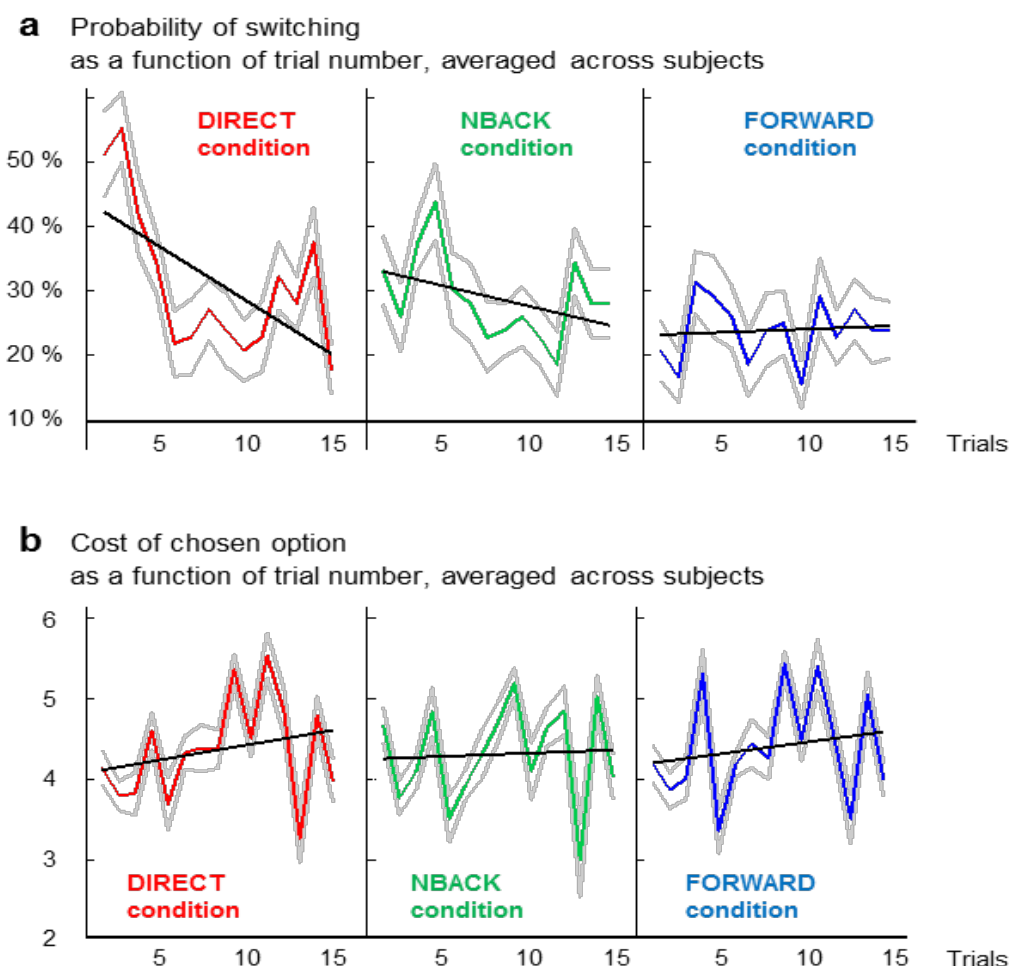 a Probability of switching
as a function of trial number, averaged across subjects
DIRECT
condition
NBACK
condition
FORWARD
condition
50 %
40 %
30 %
20 %
10 %
5 10 15 5 10 15 5 10 15 Trials
b Cost of chosen option
as a function of trial number, averaged across subjects
6
5
4
3
2
DIRECT
condition
NBACK
condition
FORWARD
condition
5 10 15 5 10 15 5 10 15 Trials